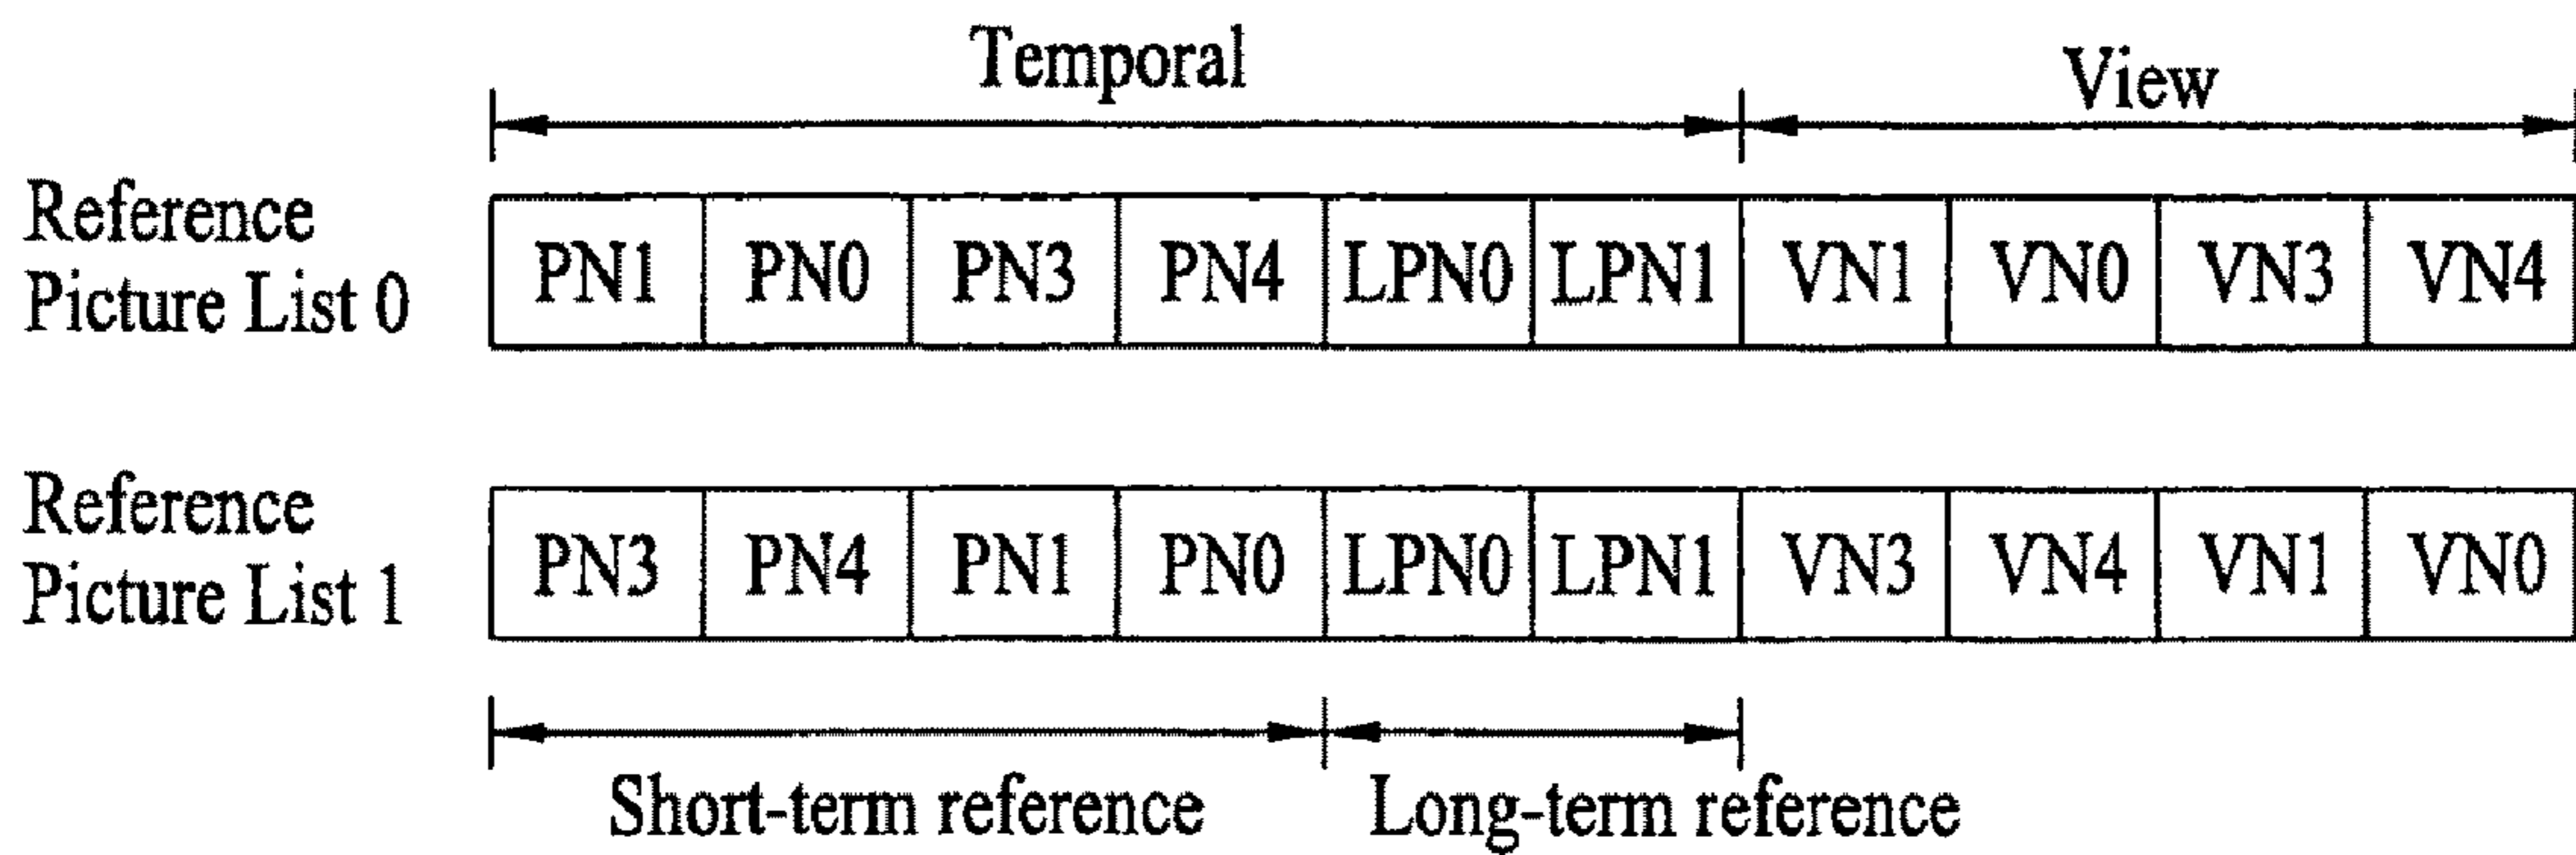 Temporal
View
Reference
Picture List 0
PN1 PN0 PN3 PN4 LPN0 LPN1 VN1 VN0 VN3 VN4
Reference
Picture List 1
PN3 PN4 PN1 PN0 LPN0 LPN1 VN3 VN4 VN1 VN0
Short-term reference
Long-term reference